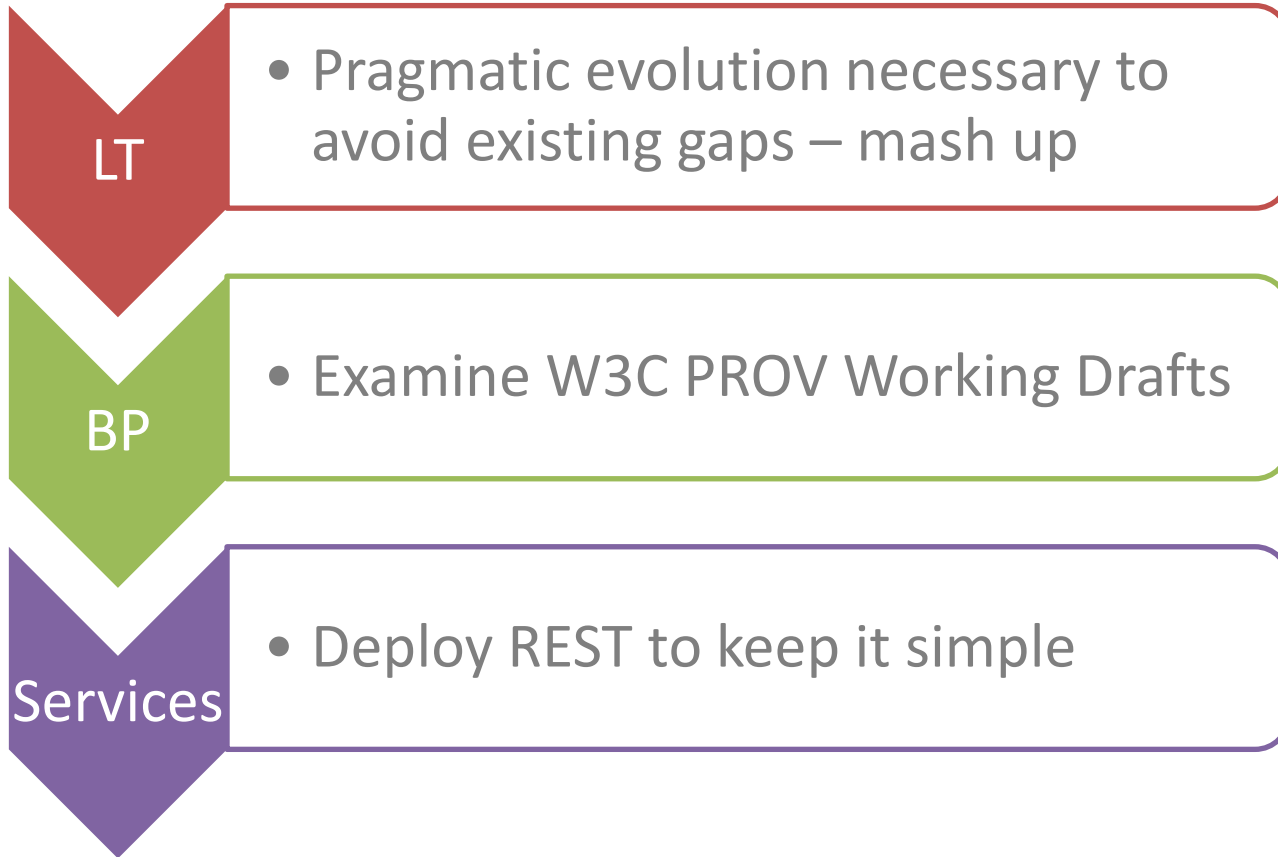 LT
• Pragmatic evolution necessary to
avoid existing gaps – mash up
BP
• Examine W3C PROV Working Drafts
Services
• Deploy REST to keep it simple